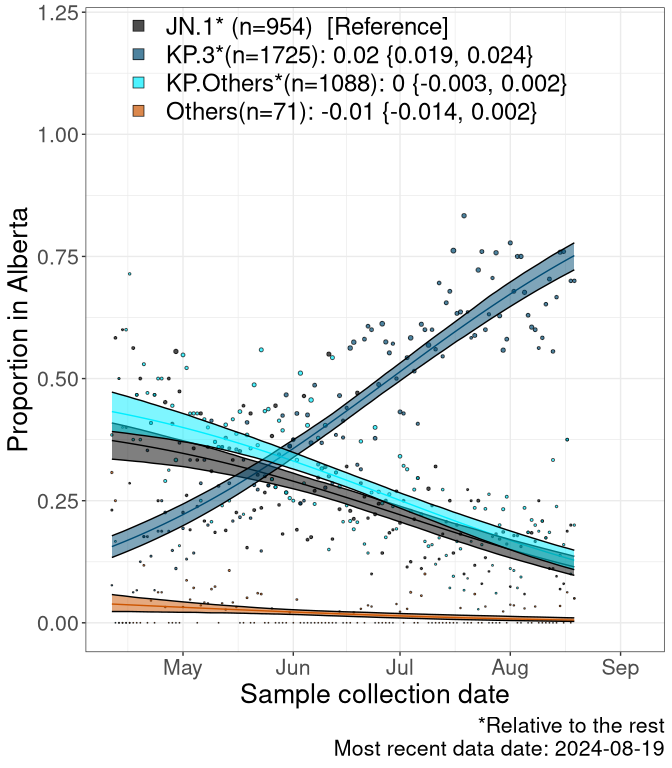 JN.1* (n=954)  [Reference]
KP.3*(n=1725): 0.02 {0.019, 0.024}
KP.Others*(n=1088): 0 {-0.003, 0.002}
Others(n=71): -0.01 {-0.014, 0.002}
1.25
1.00
0.75
0.50
0.25
0.00
Proportion in Alberta
May Jun Jul Aug Sep
Sample collection date
*Relative to the rest
Most recent data date: 2024-08-19